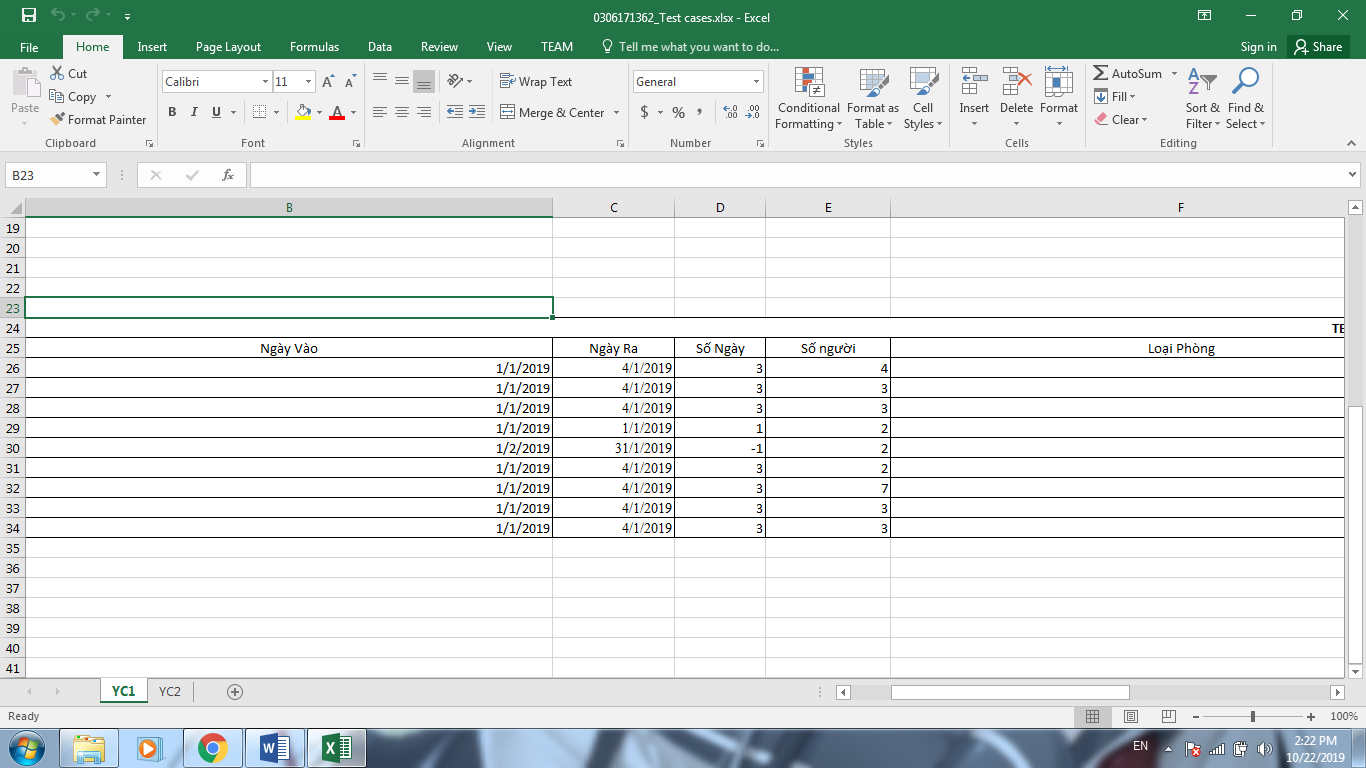 0306171362_Test cases.xlsx - Excel
File Home Insert Page Layout Formulas Data Review View TEAM Tell me what you want to do... Sign in Share
Paste
Cut
Copy
Format Painter
Clipboard
Calibri 11
B I U
Font
Wrap Text
Merge & Center
Alignment
General
$ % ,
Number
Conditional Formatting
Format as Table
Cell Styles
Styles
Insert Delete Format
Cells
AutoSum
Fill
Clear
Sort & Filter
Find & Select
Editing
B23 fx
B C D E F
19
20
21
22
23
24 TE
25 Ngày Vào Ngày Ra Số Ngày Số người Loại Phòng
26 1/1/2019 4/1/2019 3 4
27 1/1/2019 4/1/2019 3 3
28 1/1/2019 4/1/2019 3 3
29 1/1/2019 1/1/2019 1 2
30 1/2/2019 31/1/2019 -1 2
31 1/1/2019 4/1/2019 3 2
32 1/1/2019 4/1/2019 3 7
33 1/1/2019 4/1/2019 3 3
34 1/1/2019 4/1/2019 3 3
35
36
37
38
39
40
41
YC1 YC2
Ready 100%
EN 2:22 PM
10/22/2019